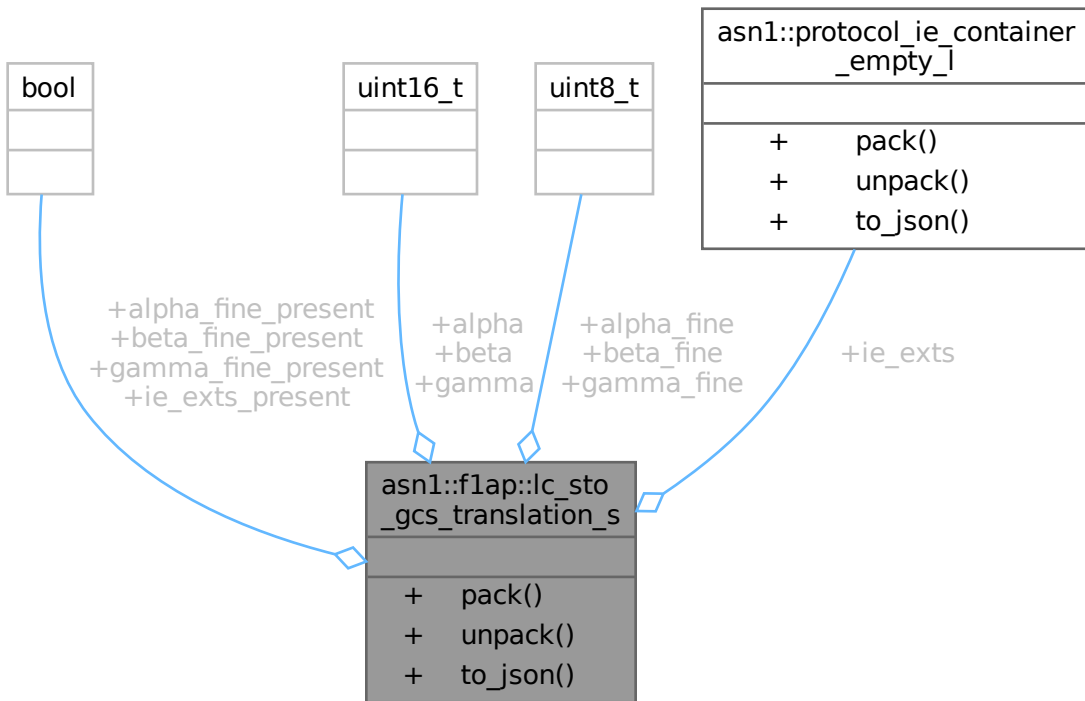 asn1::protocol_ie_container
_empty_l
+ pack()
+ unpack()
+ to_json()
bool
uint16_t
uint8_t
+alpha_fine_present
+beta_fine_present
+gamma_fine_present
+ie_exts_present
+alpha
+beta
+gamma
+alpha_fine
+beta_fine
+gamma_fine
+ie_exts
asn1::f1ap::lc_sto
_gcs_translation_s
+ pack()
+ unpack()
+ to_json()